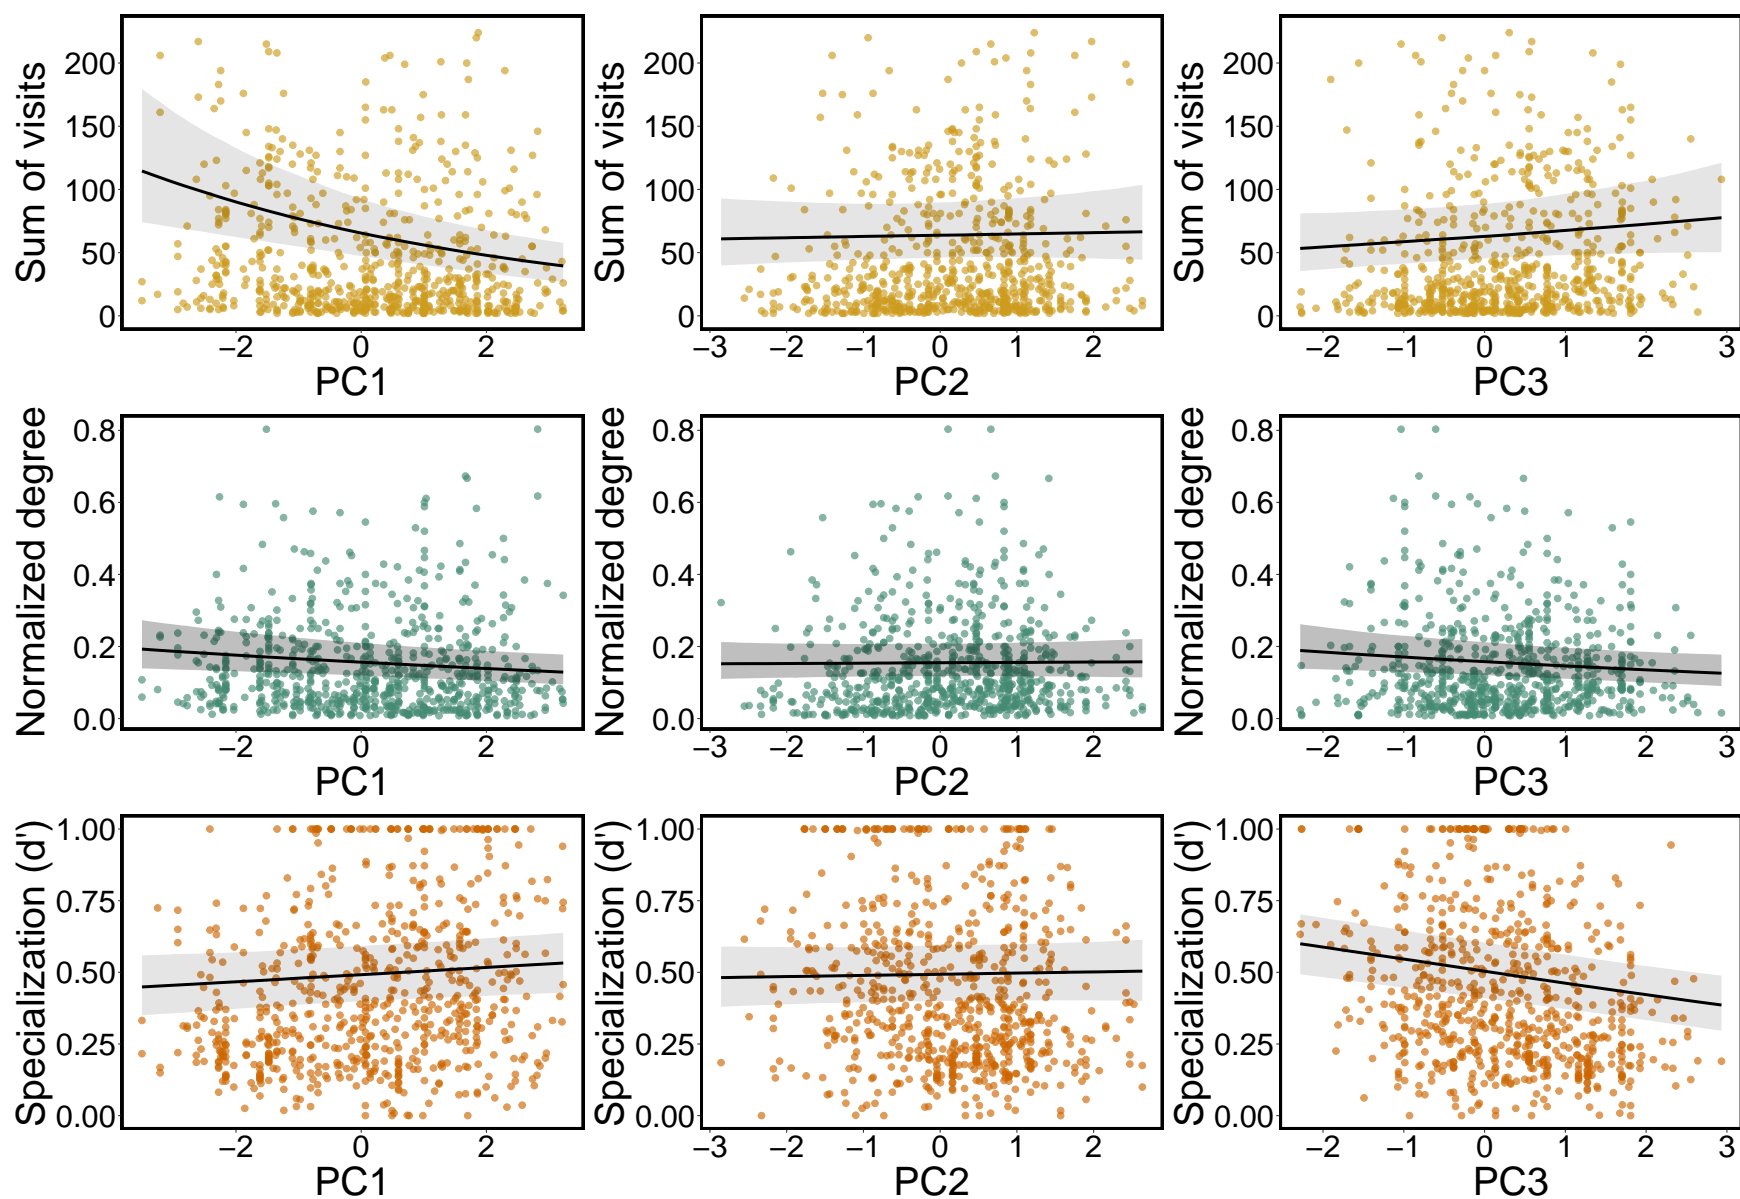 Sum of visits
200
150
100
50
0
−2 0 2
PC1
Sum of visits
200
150
100
50
0
−3 −2 −1 0 1 2
PC2
Sum of visits
200
150
100
50
0
−2 −1 0 1 2 3
PC3
Normalized degree
0.8
0.6
0.4
0.2
0.0
−2 0 2
PC1
Normalized degree
0.8
0.6
0.4
0.2
0.0
−3 −2 −1 0 1 2
PC2
Normalized degree
0.8
0.6
0.4
0.2
0.0
−2 −1 0 1 2 3
PC3
Specialization (d')
1.00
0.75
0.50
0.25
0.00
−2 0 2
PC1
Specialization (d')
1.00
0.75
0.50
0.25
0.00
−3 −2 −1 0 1 2
PC2
Specialization (d')
1.00
0.75
0.50
0.25
0.00
−2 −1 0 1 2 3
PC3